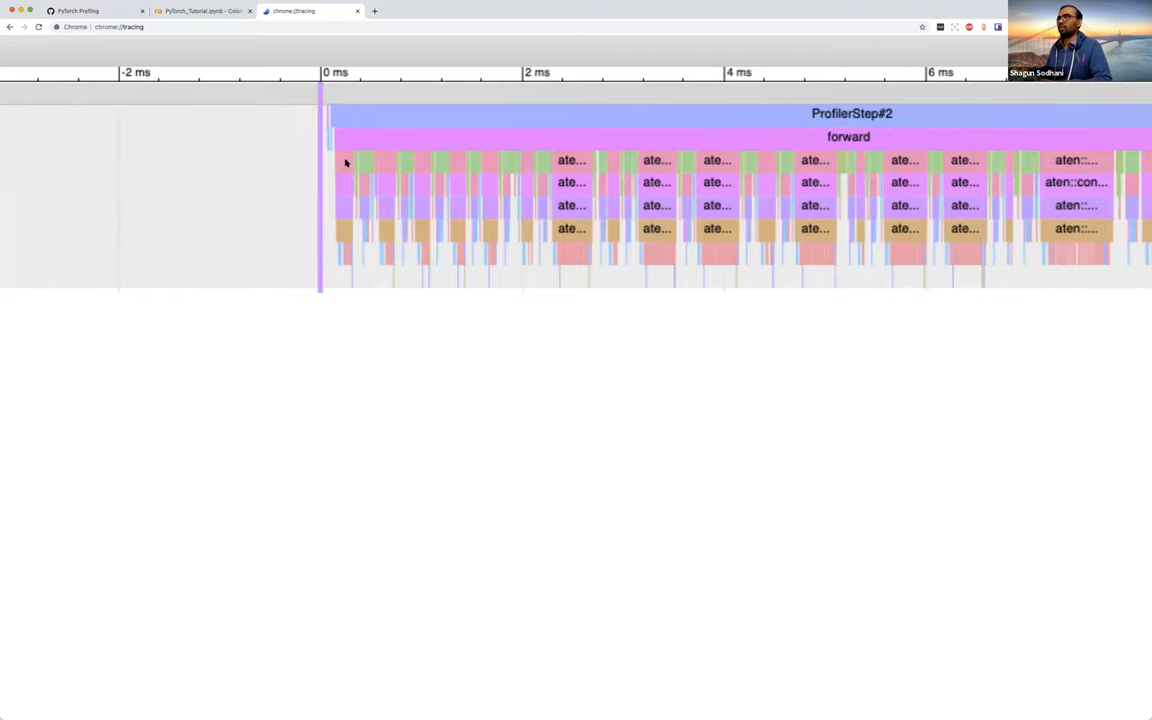 PyTorch Profling
PyTorch_Tutorial.ipynb - Colab
chrome://tracing
Chrome | chrome://tracing
Shagun Sodhani
-2 ms 0 ms 2 ms 4 ms 6 ms
ProfilerStep#2
forward
ate... ate... ate... ate... ate... ate... aten::...
ate... ate... ate... ate... ate... ate... aten::con...
ate... ate... ate... ate... ate... ate... aten::...
ate... ate... ate... ate... ate... ate... aten::...